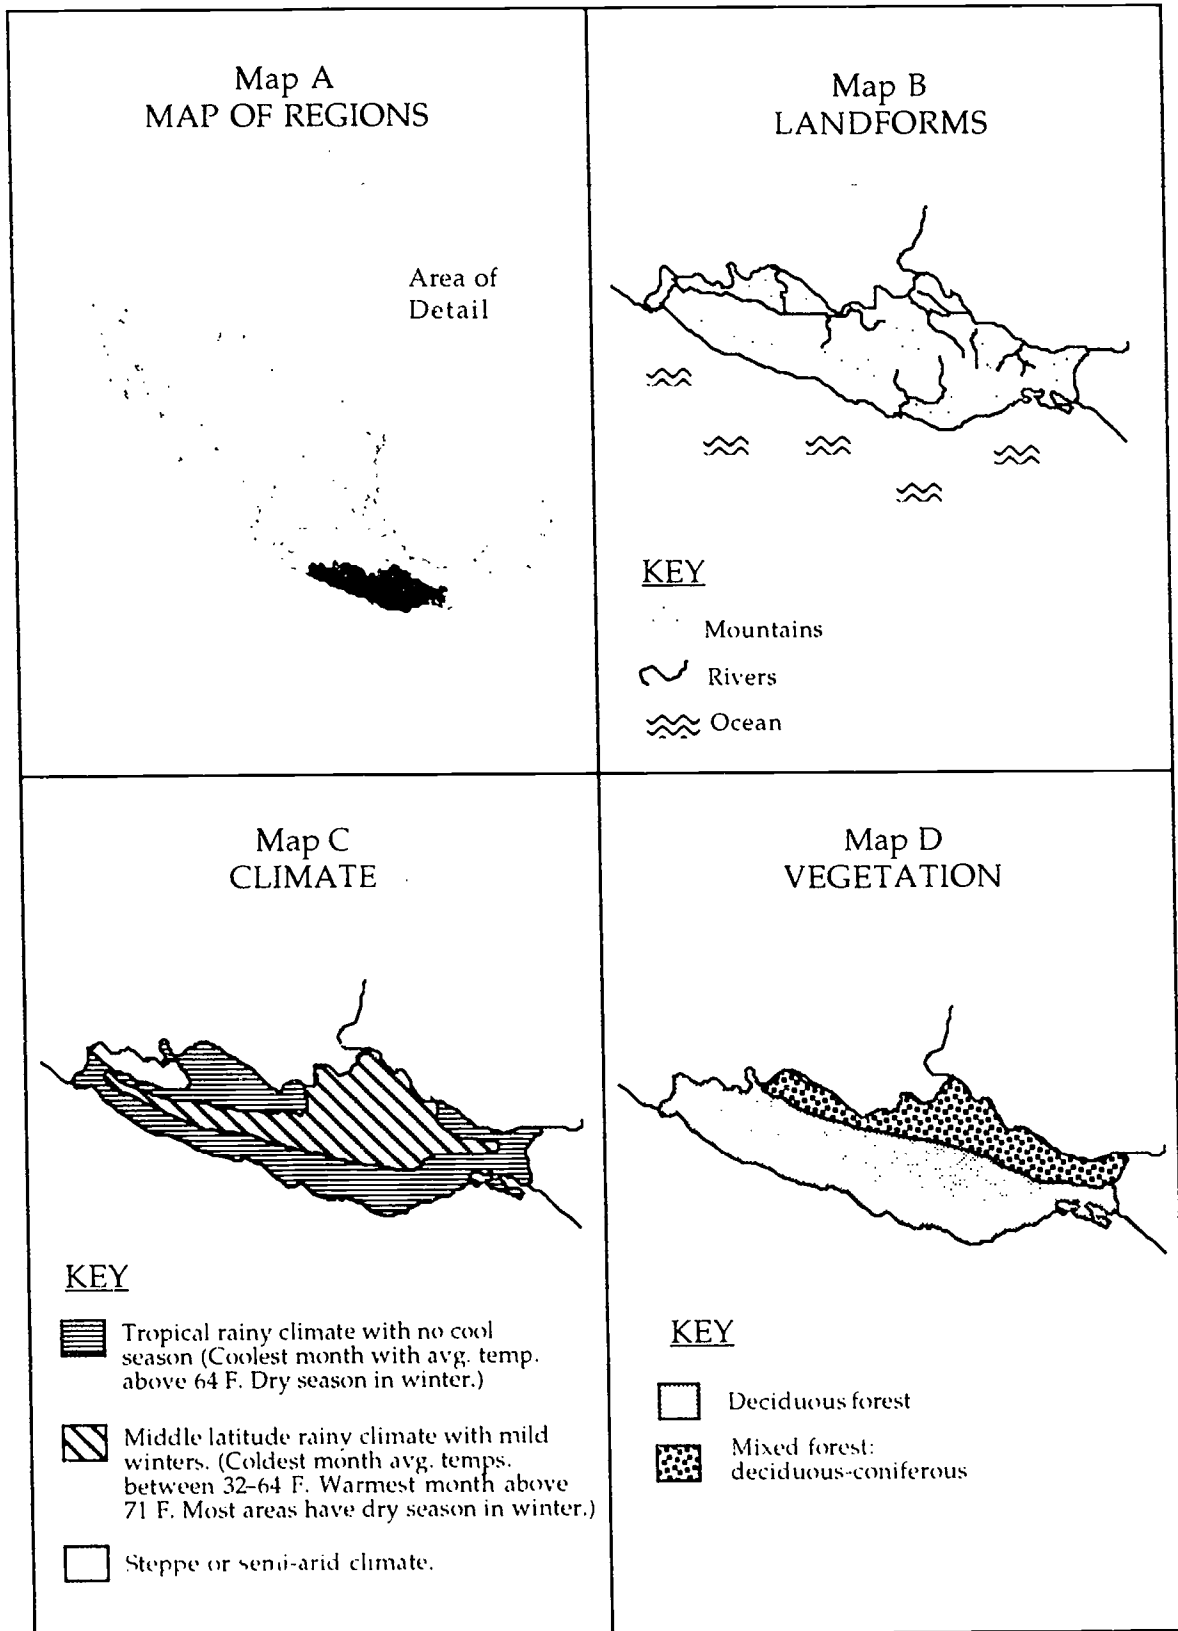 Map A
MAP OF REGIONS
Area of
Detail
Map B
LANDFORMS
KEY
Mountains
Rivers
Ocean
Map C
CLIMATE
KEY
Tropical rainy climate with no cool
season (Coolest month with avg. temp.
above 64 F. Dry season in winter.)
Middle latitude rainy climate with mild
winters. (Coldest month avg. temps.
between 32–64 F. Warmest month above
71 F. Most areas have dry season in winter.)
Steppe or semi-arid climate.
Map D
VEGETATION
KEY
Deciduous forest
Mixed forest:
deciduous-coniferous